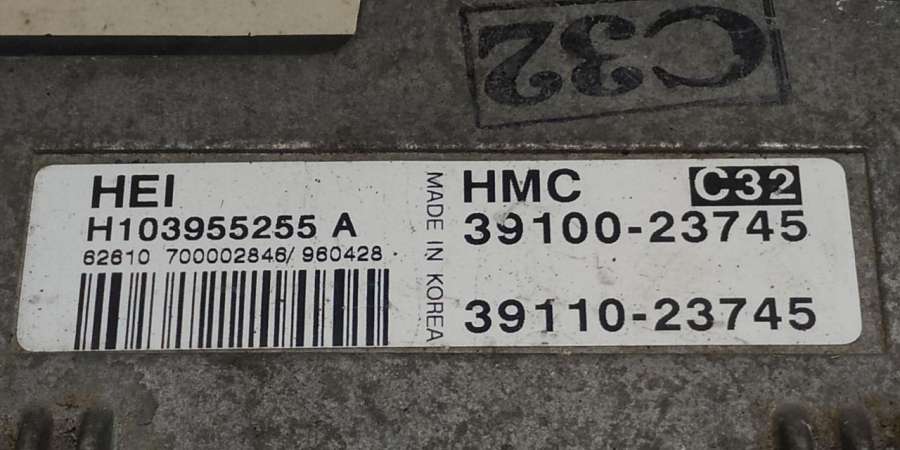 C32
HEI
H103955255 A
62610 700002846/ 960428
MADE IN KOREA
HMC C32
39100-23745
39110-23745